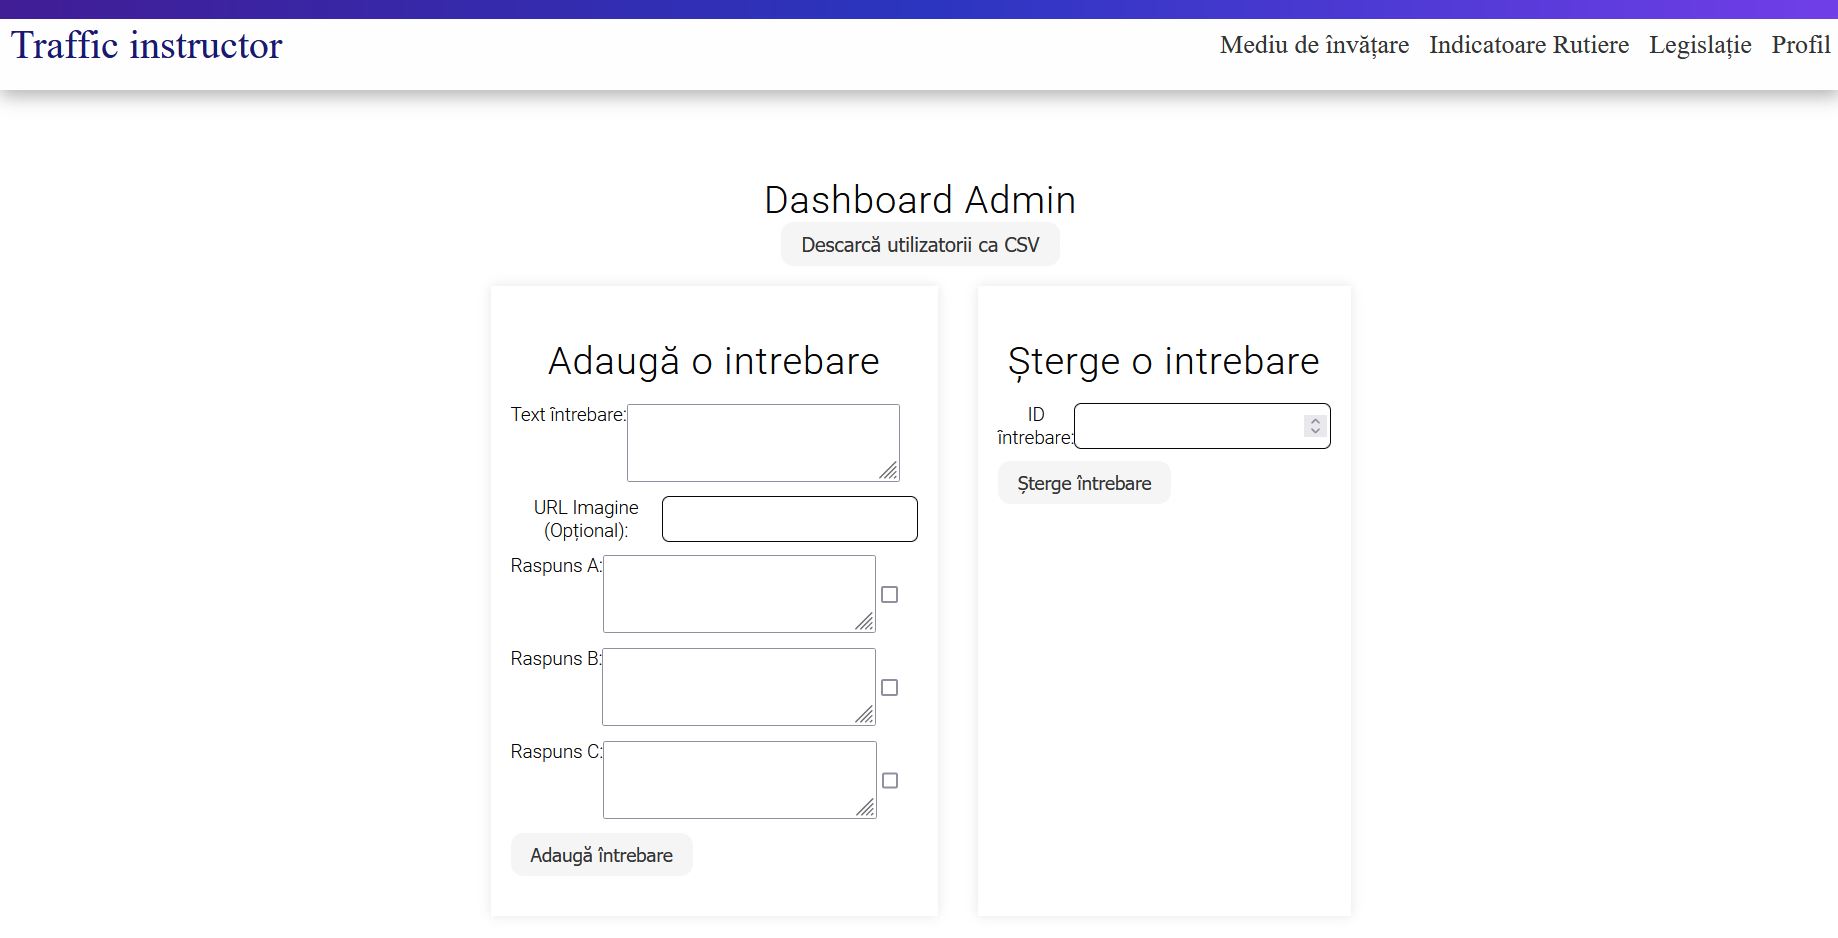 Traffic instructor
Mediu de învățare Indicatoare Rutiere Legislație Profil
Dashboard Admin
Descarcă utilizatorii ca CSV
Adaugă o intrebare
Text întrebare:
URL Imagine
(Opțional):
Raspuns A:
Raspuns B:
Raspuns C:
Adaugă întrebare
Șterge o intrebare
ID
întrebare:
Șterge întrebare